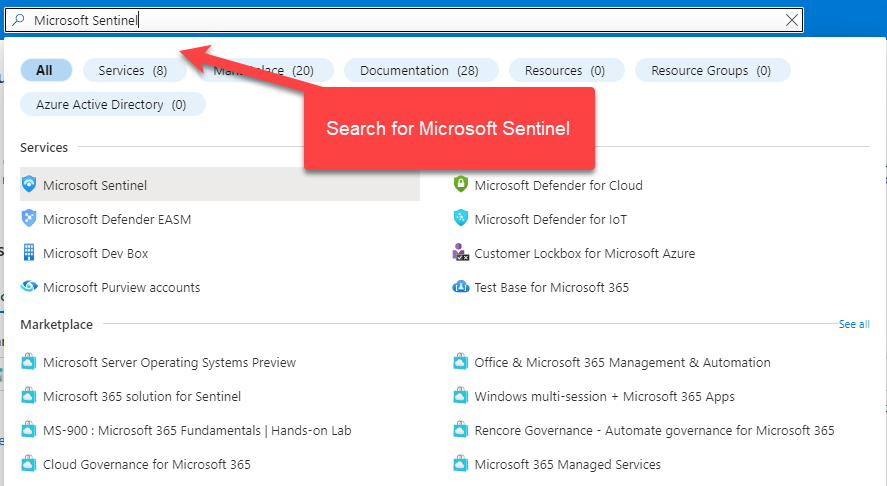 Microsoft Sentinel
All
Services (8)
Marketplace (20)
Documentation (28)
Resources (0)
Resource Groups (0)
Azure Active Directory (0)
Search for Microsoft Sentinel
Services
Microsoft Sentinel
Microsoft Defender for Cloud
Microsoft Defender EASM
Microsoft Defender for IoT
Microsoft Dev Box
Customer Lockbox for Microsoft Azure
Microsoft Purview accounts
Test Base for Microsoft 365
Marketplace
See all
Microsoft Server Operating Systems Preview
Office & Microsoft 365 Management & Automation
Microsoft 365 solution for Sentinel
Windows multi-session + Microsoft 365 Apps
MS-900 : Microsoft 365 Fundamentals | Hands-on Lab
Rencore Governance - Automate governance for Microsoft 365
Cloud Governance for Microsoft 365
Microsoft 365 Managed Services